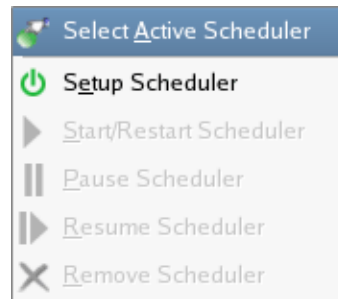 Select Active Scheduler
Setup Scheduler
Start/Restart Scheduler
Pause Scheduler
Resume Scheduler
Remove Scheduler